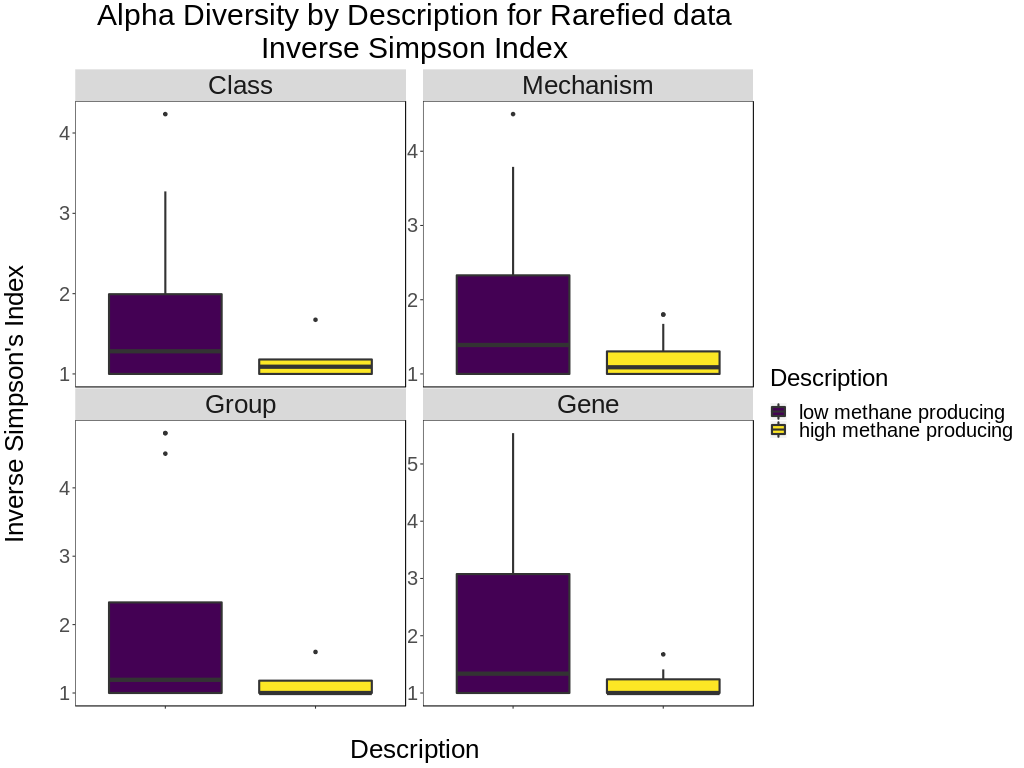 Alpha Diversity by Description for Rarefied data
Inverse Simpson Index
Class
Mechanism
4
3
2
1
4
3
2
1
Group
Gene
4
3
2
1
5
4
3
2
1
Inverse Simpson's Index
Description
Description
low methane producing
high methane producing